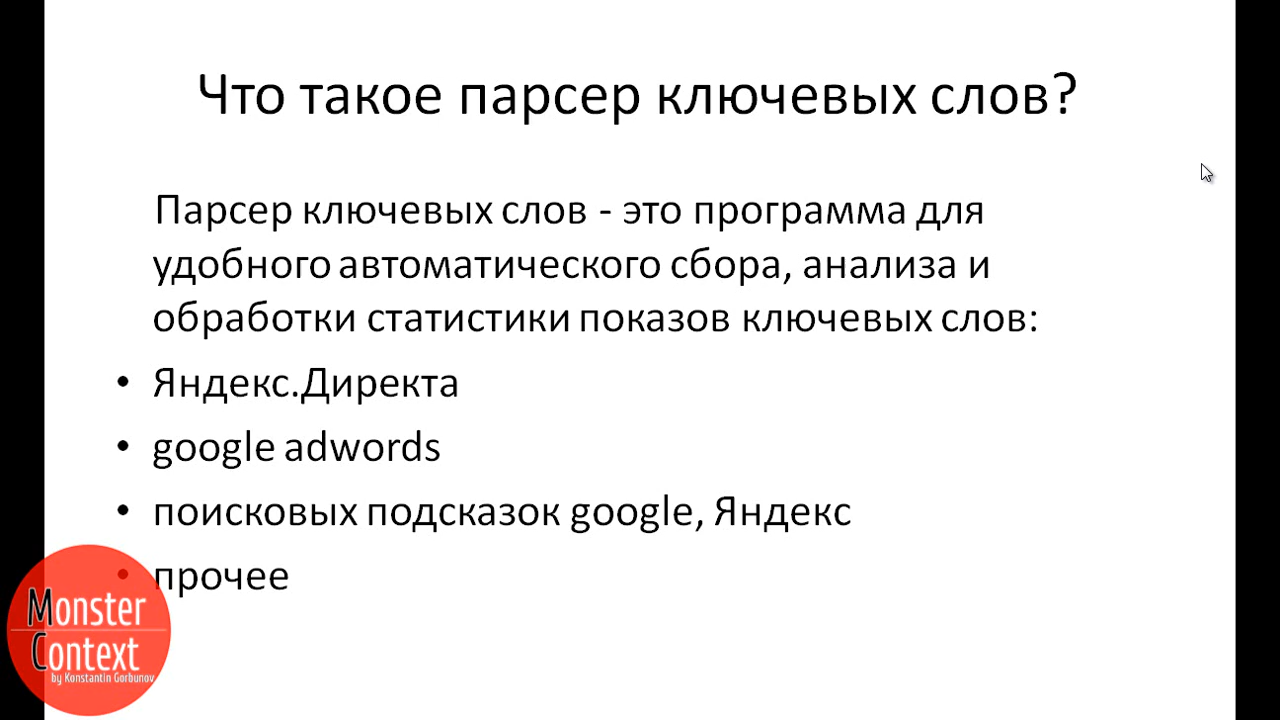 Что такое парсер ключевых слов?
Парсер ключевых слов - это программа для
удобного автоматического сбора, анализа и
обработки статистики показов ключевых слов:
• Яндекс.Директа
• google adwords
• поисковых подсказок google, Яндекс
• прочее
Monster
Context
by Konstantin Gorbunov